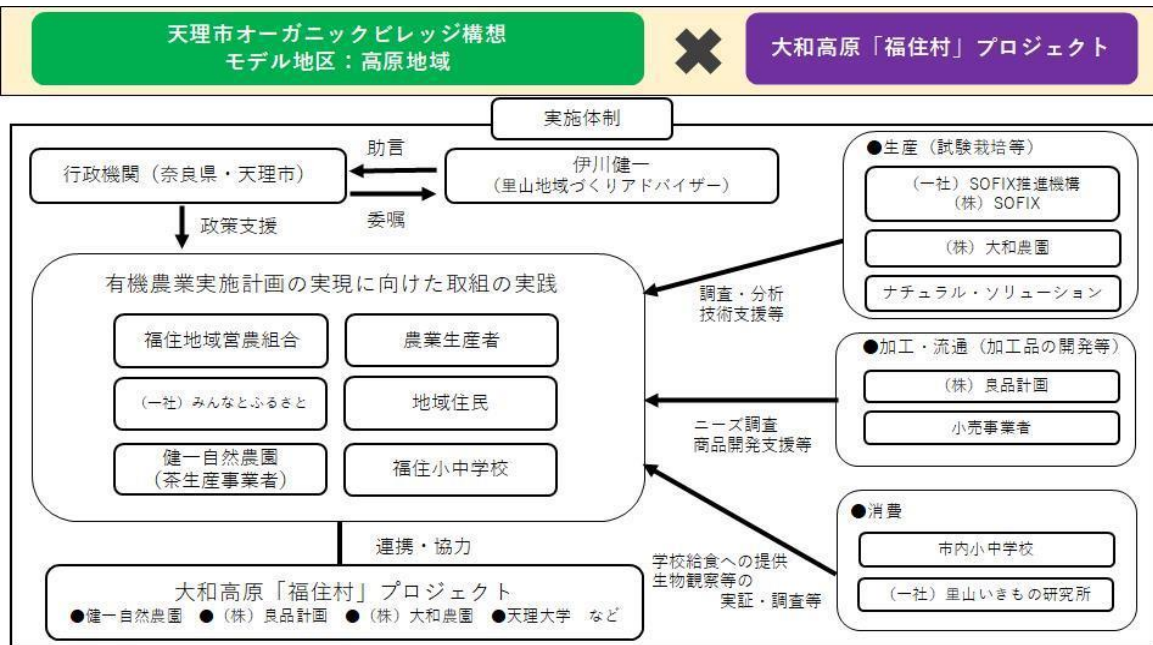 天理市オーガニックビレッジ構想
モデル地区：高原地域
大和高原「福住村」プロジェクト
実施体制
行政機関（奈良県・天理市）
助言
委嘱
伊川健一
（里山地域づくりアドバイザー）
政策支援
有機農業実施計画の実現に向けた取組の実践
福住地域営農組合
農業生産者
（一社）みんなとふるさと
地域住民
健一自然農園
（茶生産事業者）
福住小中学校
連携・協力
大和高原「福住村」プロジェクト
●健一自然農園　●（株）良品計画　●（株）大和農園　●天理大学　など
●生産（試験栽培等）
（一社）SOFIX推進機構
（株）SOFIX
（株）大和農園
ナチュラル・ソリューション
調査・分析
技術支援等
●加工・流通（加工品の開発等）
（株）良品計画
小売事業者
ニーズ調査
商品開発支援等
●消費
市内小中学校
（一社）里山いきもの研究所
学校給食への提供
生物観察等の
実証・調査等